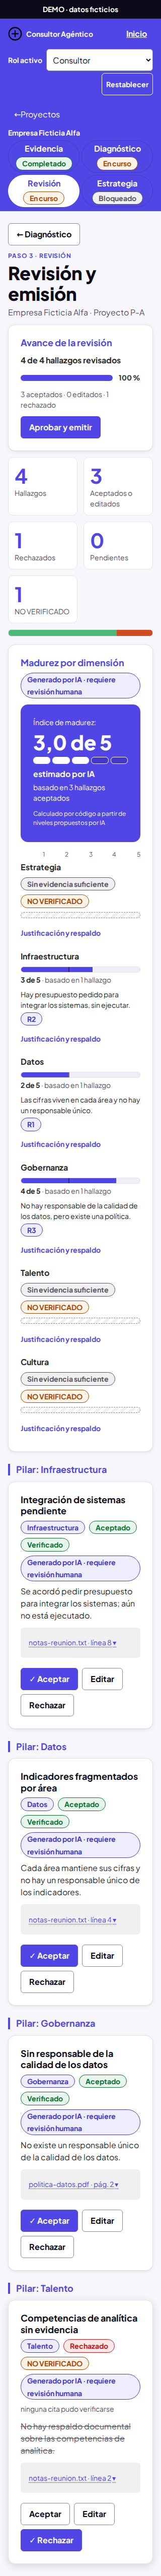 DEMO · datos ficticios
Consultor Agéntico
Inicio
Rol activo
Consultor
Restablecer
←Proyectos
Empresa Ficticia Alfa
Evidencia
Completado
Diagnóstico
En curso
Revisión
En curso
Estrategia
Bloqueado
← Diagnóstico
PASO 3 · REVISIÓN
Revisión y
emisión
Empresa Ficticia Alfa · Proyecto P-A
Avance de la revisión
4 de 4 hallazgos revisados
100 %
3 aceptados · 0 editados · 1
rechazado
Aprobar y emitir
4
Hallazgos
3
Aceptados o
editados
1
Rechazados
0
Pendientes
1
NO VERIFICADO
Madurez por dimensión
Generado por IA · requiere
revisión humana
Índice de madurez:
3,0 de 5
estimado por IA
basado en 3 hallazgos
aceptados
Calculado por código a partir de
niveles propuestos por IA
1 2 3 4 5
Estrategia
Sin evidencia suficiente
NO VERIFICADO
Justificación y respaldo
Infraestructura
3 de 5 · basado en 1 hallazgo
Hay presupuesto pedido para
integrar los sistemas, sin ejecutar.
R2
Justificación y respaldo
Datos
2 de 5 · basado en 1 hallazgo
Las cifras viven en cada área y no hay
un responsable único.
R1
Justificación y respaldo
Gobernanza
4 de 5 · basado en 1 hallazgo
No hay responsable de la calidad de
los datos, pero existe una política.
R3
Justificación y respaldo
Talento
Sin evidencia suficiente
NO VERIFICADO
Justificación y respaldo
Cultura
Sin evidencia suficiente
NO VERIFICADO
Justificación y respaldo
Pilar: Infraestructura
Integración de sistemas
pendiente
Infraestructura
Aceptado
Verificado
Generado por IA · requiere
revisión humana
Se acordó pedir presupuesto
para integrar los sistemas; aún
no está ejecutado.
notas-reunion.txt · línea 8 ▾
✓ Aceptar
Editar
Rechazar
Pilar: Datos
Indicadores fragmentados
por área
Datos
Aceptado
Verificado
Generado por IA · requiere
revisión humana
Cada área mantiene sus cifras y
no hay un responsable único de
los indicadores.
notas-reunion.txt · línea 4 ▾
✓ Aceptar
Editar
Rechazar
Pilar: Gobernanza
Sin responsable de la
calidad de los datos
Gobernanza
Aceptado
Verificado
Generado por IA · requiere
revisión humana
No existe un responsable único
de la calidad del dato.
politica-datos.pdf · pág. 2 ▾
✓ Aceptar
Editar
Rechazar
Pilar: Talento
Competencias de analítica
sin evidencia
Talento
Rechazado
NO VERIFICADO
Generado por IA · requiere
revisión humana
ninguna cita pudo verificarse
No hay respaldo documental
sobre las competencias de
analítica.
notas-reunion.txt · línea 2 ▾
Aceptar
Editar
✓ Rechazar